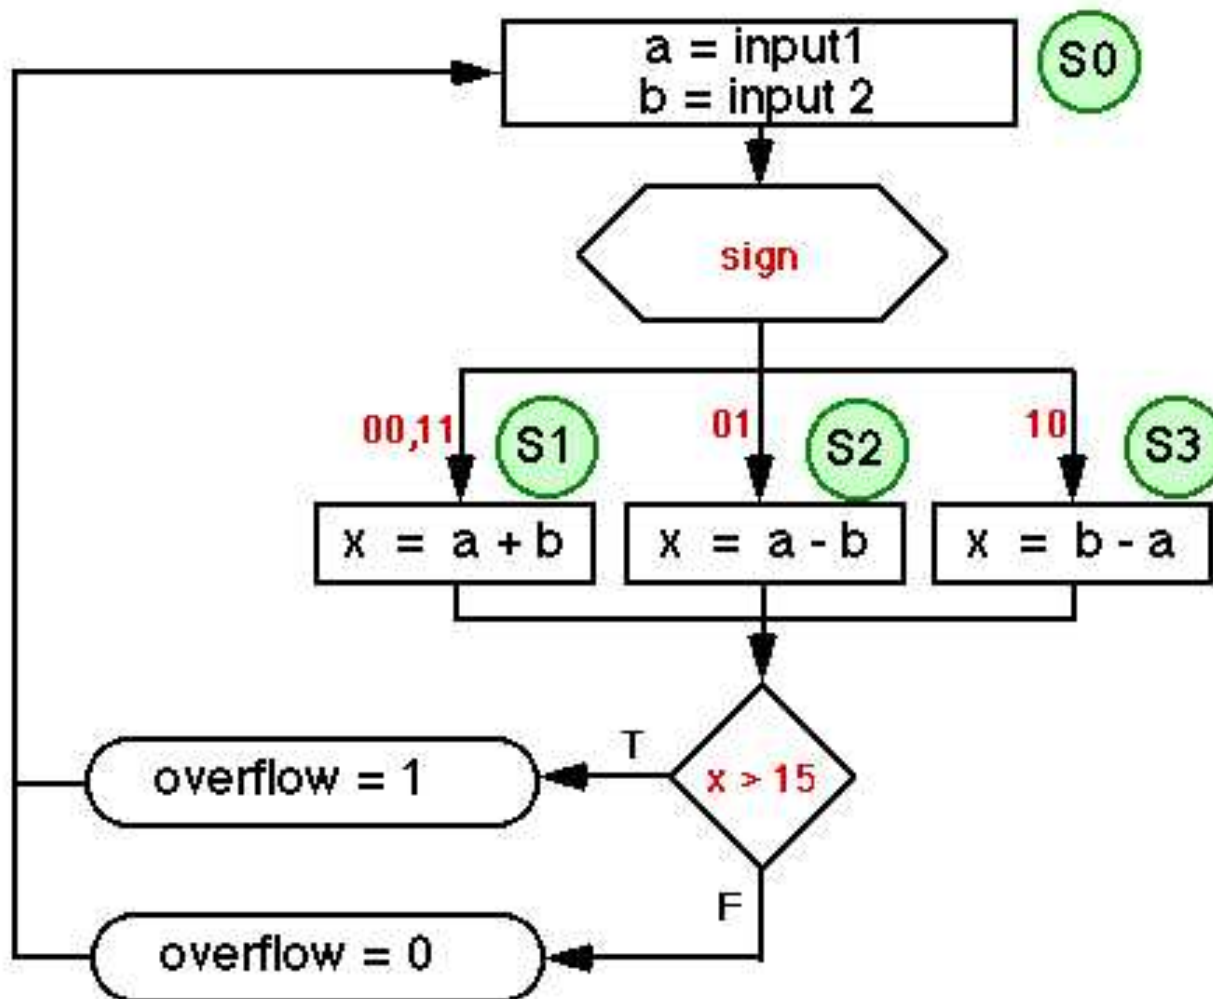 a = input1
b = input 2
S0
sign
00,11
S1
01
S2
10
S3
x = a + b
x = a - b
x = b - a
T
x > 15
overflow = 1
F
overflow = 0